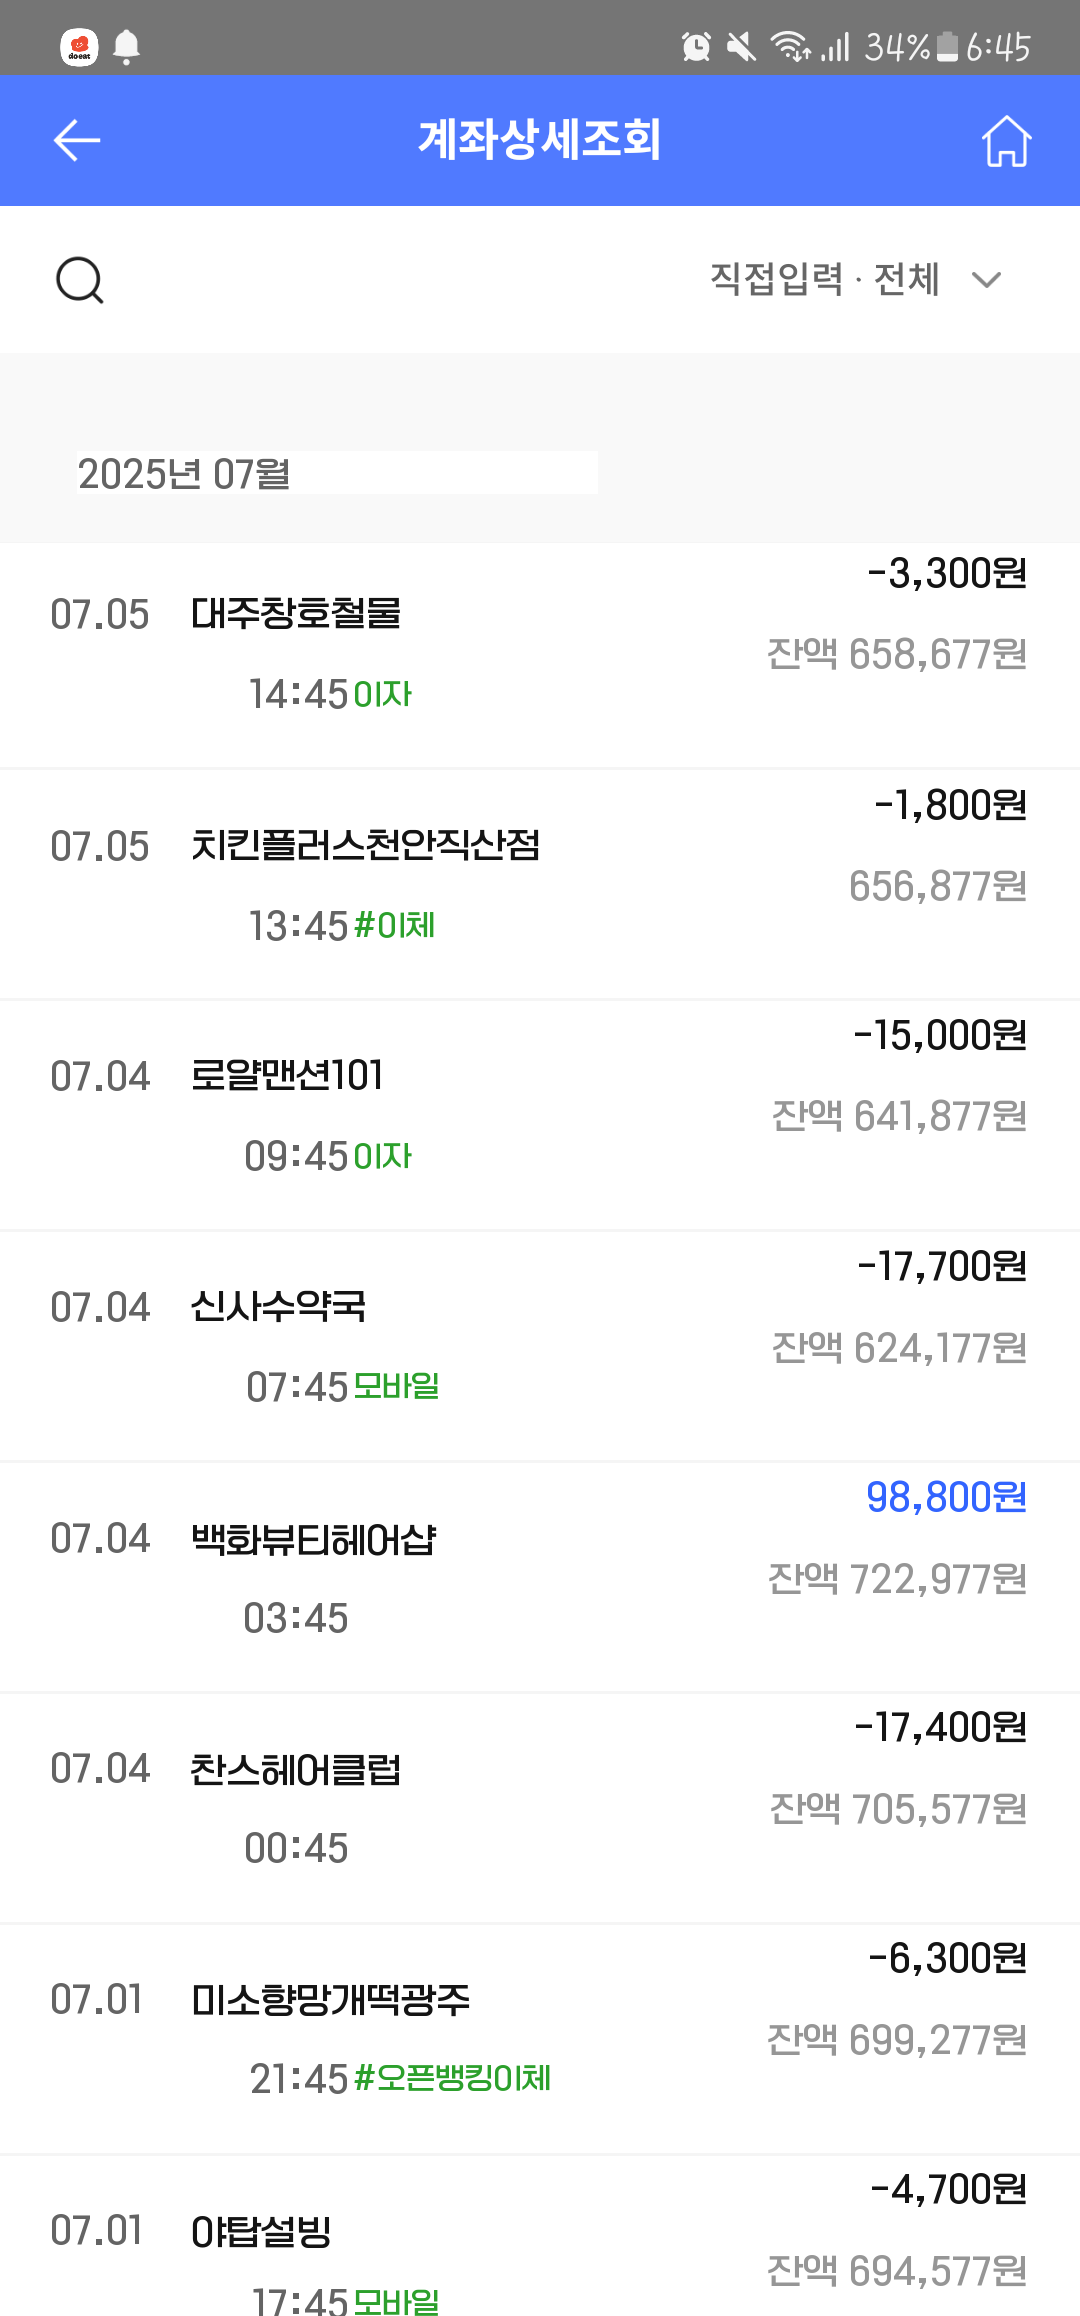 doeat
34% 6:45
계좌상세조회
직접입력 · 전체
2025년 07월
-3,300원
07.05 대주창호철물
잔액 658,677원
14:45 이자
-1,800원
07.05 치킨플러스천안직산점
656,877원
13:45 #이체
-15,000원
07.04 로얄맨션101
잔액 641,877원
09:45 이자
-17,700원
07.04 신사수약국
잔액 624,177원
07:45 모바일
98,800원
07.04 백화뷰티헤어샵
잔액 722,977원
03:45
-17,400원
07.04 찬스헤어클럽
잔액 705,577원
00:45
-6,300원
07.01 미소향망개떡광주
잔액 699,277원
21:45 #오픈뱅킹이체
-4,700원
07.01 야탑설빙
잔액 694,577원
17:45 모바일